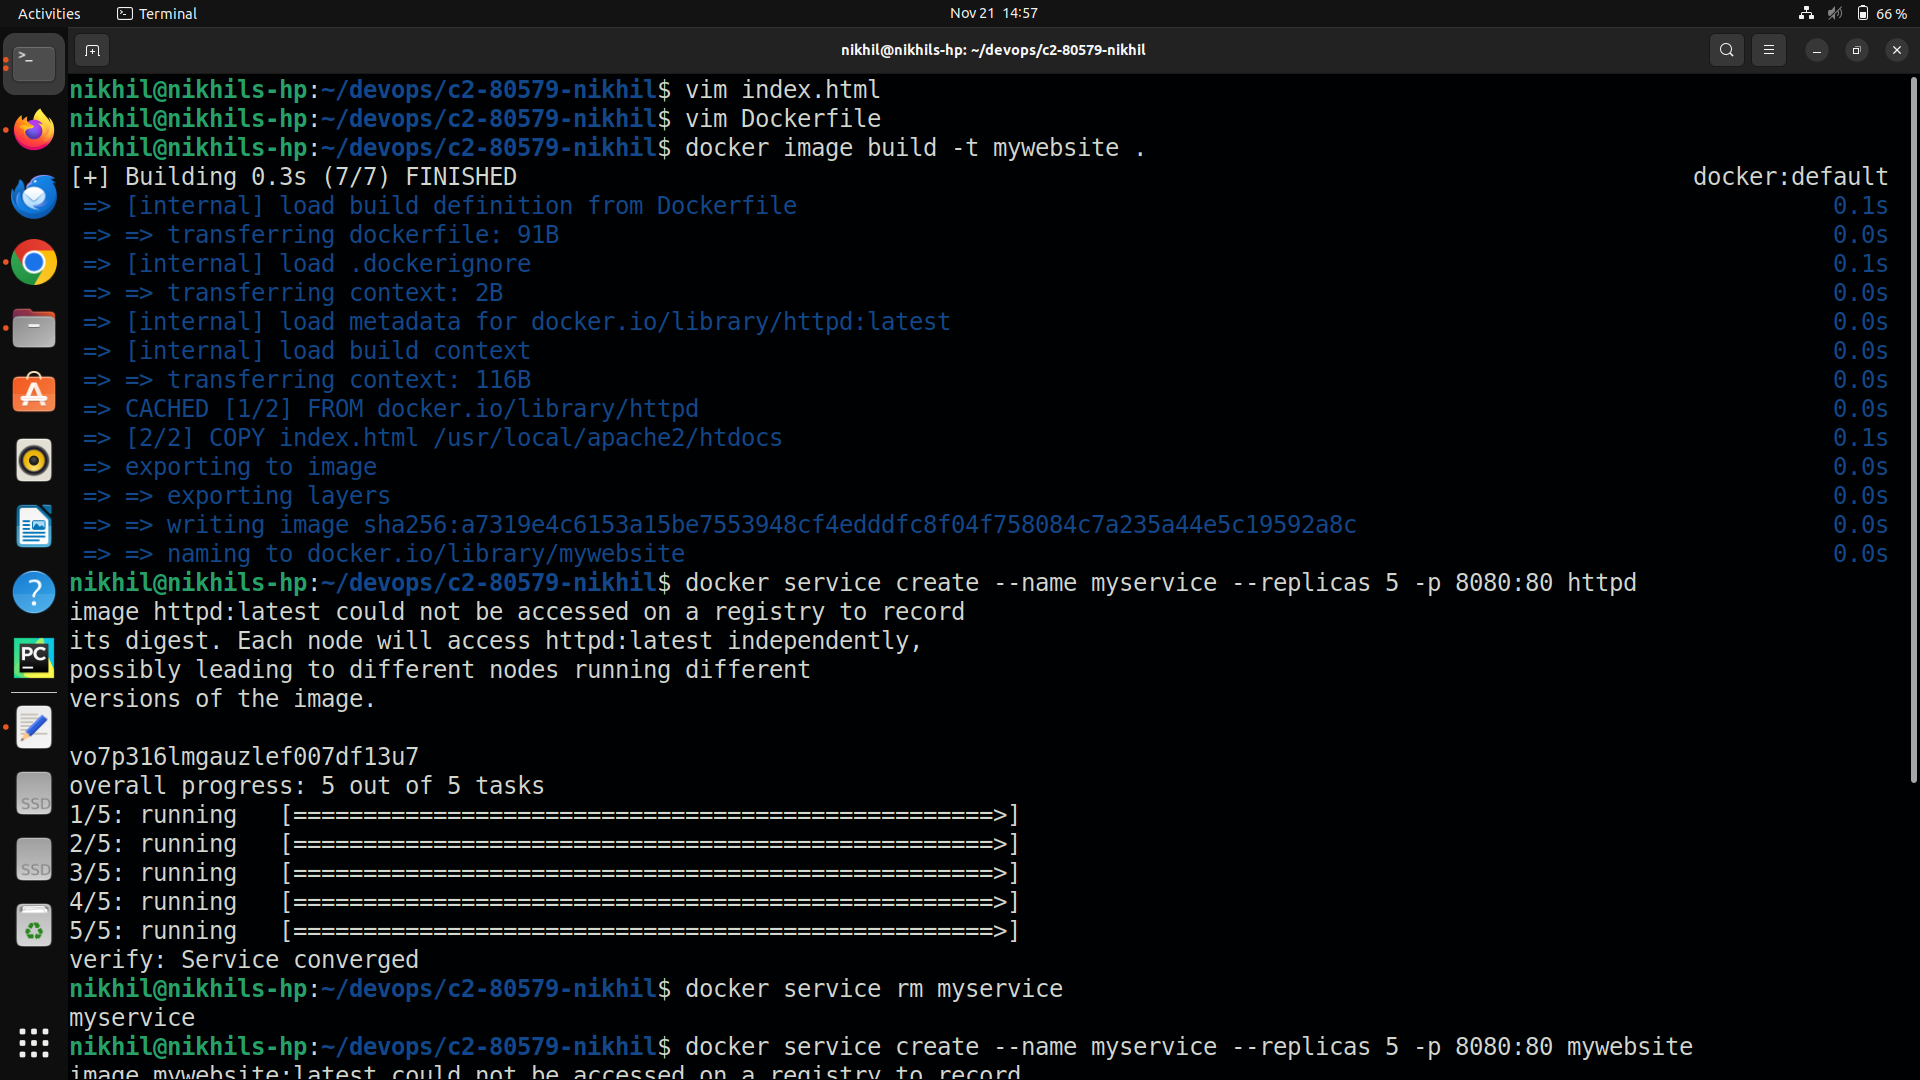 Activities Terminal Nov 21 14:57 66 %
nikhil@nikhils-hp: ~/devops/c2-80579-nikhil
nikhil@nikhils-hp:~/devops/c2-80579-nikhil$ vim index.html
nikhil@nikhils-hp:~/devops/c2-80579-nikhil$ vim Dockerfile
nikhil@nikhils-hp:~/devops/c2-80579-nikhil$ docker image build -t mywebsite .
[+] Building 0.3s (7/7) FINISHED docker:default
=> [internal] load build definition from Dockerfile 0.1s
=> => transferring dockerfile: 91B 0.0s
=> [internal] load .dockerignore 0.1s
=> => transferring context: 2B 0.0s
=> [internal] load metadata for docker.io/library/httpd:latest 0.0s
=> [internal] load build context 0.0s
=> => transferring context: 116B 0.0s
=> CACHED [1/2] FROM docker.io/library/httpd 0.0s
=> [2/2] COPY index.html /usr/local/apache2/htdocs 0.1s
=> exporting to image 0.0s
=> => exporting layers 0.0s
=> => writing image sha256:a7319e4c6153a15be7553948cf4edddfc8f04f758084c7a235a44e5c19592a8c 0.0s
=> => naming to docker.io/library/mywebsite 0.0s
nikhil@nikhils-hp:~/devops/c2-80579-nikhil$ docker service create --name myservice --replicas 5 -p 8080:80 httpd
image httpd:latest could not be accessed on a registry to record
its digest. Each node will access httpd:latest independently,
possibly leading to different nodes running different
versions of the image.
vo7p316lmgauzlef007df13u7
overall progress: 5 out of 5 tasks
1/5: running [==================================================>]
2/5: running [==================================================>]
3/5: running [==================================================>]
4/5: running [==================================================>]
5/5: running [==================================================>]
verify: Service converged
nikhil@nikhils-hp:~/devops/c2-80579-nikhil$ docker service rm myservice
myservice
nikhil@nikhils-hp:~/devops/c2-80579-nikhil$ docker service create --name myservice --replicas 5 -p 8080:80 mywebsite
image mywebsite:latest could not be accessed on a registry to record
PC
SSD
SSD